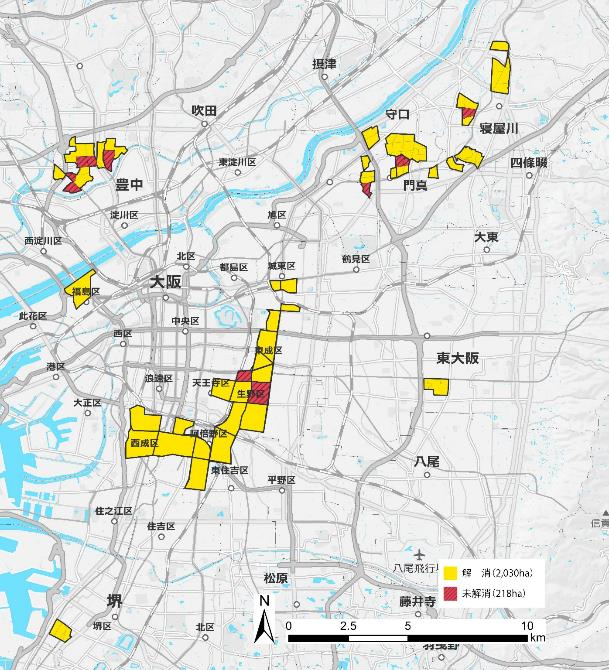 摂津
守口
吹田
寝屋川
四條畷
東淀川区
豊中
門真
淀川区
旭区
西淀川区
大東
北区
都島区
城東区
鶴見区
大阪
福島区
此花区
中央区
西区
東成区
東大阪
港区
浪速区
天王寺区
生野区
大正区
阿倍野区
西成区
東住吉区
八尾
平野区
住之江区
住吉区
八尾飛行
解 消(2,030ha)
松原
未解消(218ha)
堺
藤井寺
堺区
北区
N
0 2.5 5 10
km
羽曳野